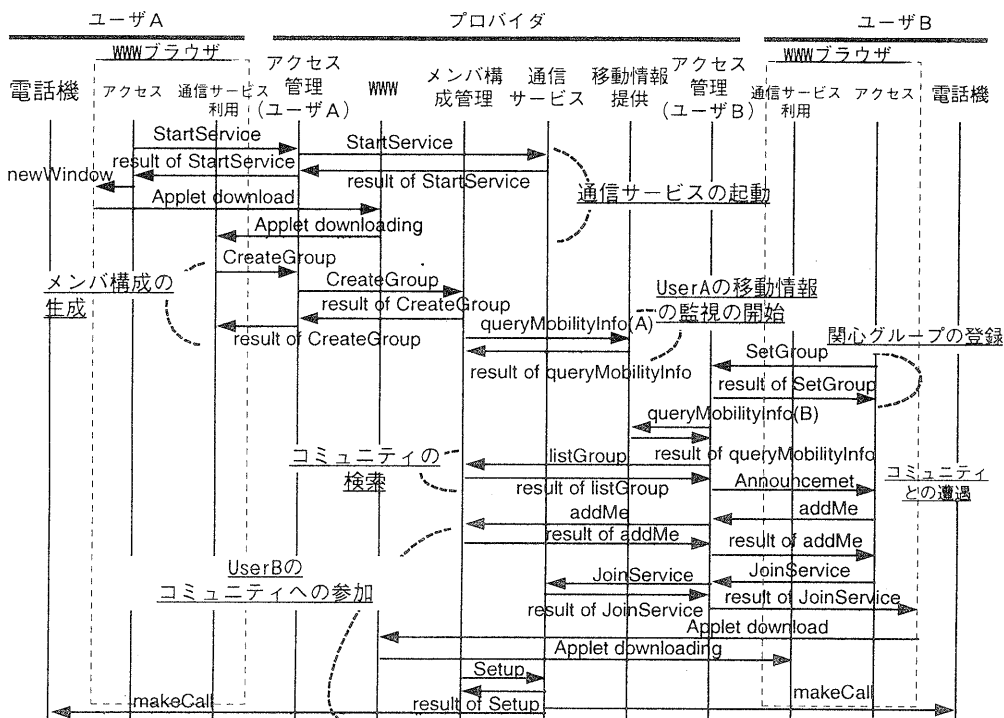 ユーザA
プロバイダ
ユーザB
WWWブラウザ
WWWブラウザ
電話機
アクセス
通信サービス
利用
アクセス
管理
(ユーザA)
WWW
メンバ構
成管理
通信
サービス
移動情報
提供
アクセス
管理
(ユーザB)
通信サービス
利用
アクセス
電話機
StartService
StartService
result of StartService
result of StartService
newWindow
通信サービスの起動
Applet download
Applet downloading
CreateGroup
メンバ構成の
生成
CreateGroup
result of CreateGroup
result of CreateGroup
UserAの移動情報
の監視の開始
queryMobilityInfo(A)
result of queryMobilityInfo
関心グループの登録
SetGroup
result of SetGroup
queryMobilityInfo(B)
result of queryMobilityInfo
コミュニティの
検索
listGroup
result of listGroup
Announcemet
コミュニティ
との遭遇
addMe
addMe
result of addMe
result of addMe
UserBの
コミュニティへの参加
JoinService
JoinService
result of JoinService
result of JoinService
Applet download
Applet downloading
Setup
result of Setup
makeCall
makeCall